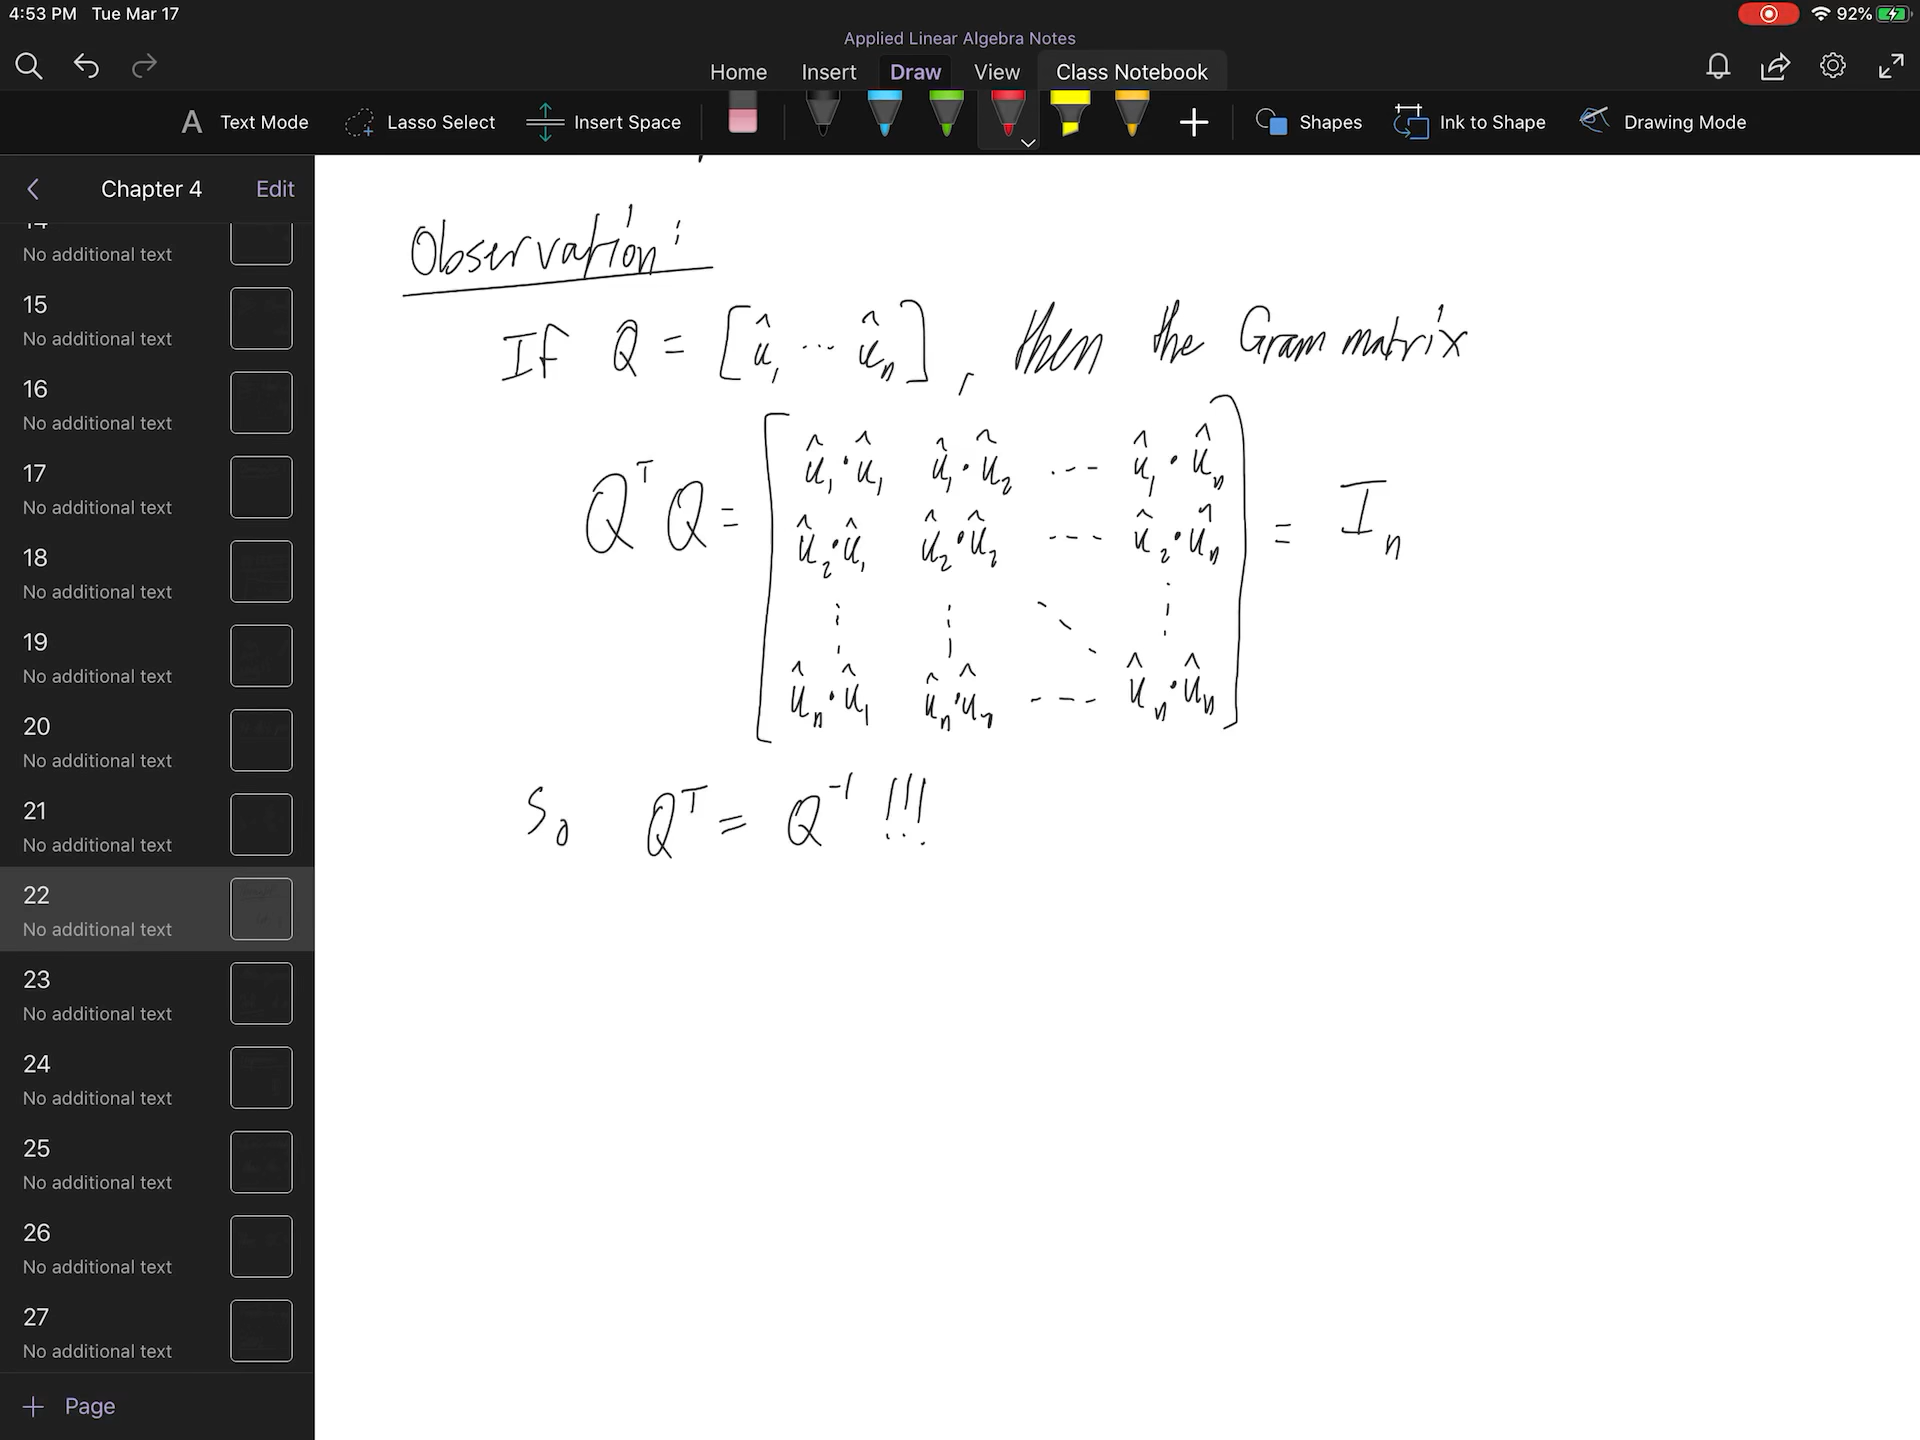 4:53 PM Tue Mar 17
92%
Applied Linear Algebra Notes
Home Insert Draw View Class Notebook
A Text Mode Lasso Select Insert Space Shapes Ink to Shape Drawing Mode
Chapter 4 Edit
14
No additional text
15
No additional text
16
No additional text
17
No additional text
18
No additional text
19
No additional text
20
No additional text
21
No additional text
22
No additional text
23
No additional text
24
No additional text
25
No additional text
26
No additional text
27
No additional text
+ Page
Observation:
If Q = [û₁ ... ûₙ], then the Gram matrix
QᵀQ = [û₁·û₁ û₁·û₂ ... û₁·ûₙ
û₂·û₁ û₂·û₂ ... û₂·ûₙ
⋮ ⋮ ⋱ ⋮
ûₙ·û₁ ûₙ·ûₙ ... ûₙ·ûₙ] = Iₙ
So Qᵀ = Q⁻¹ !!!